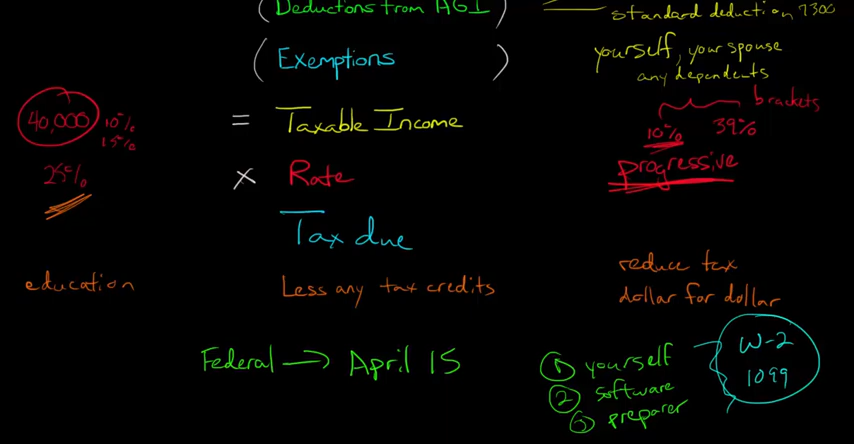 (Deductions from AGI)
standard deduction 7300
(Exemptions)
yourself, your spouse
any dependents
40,000 10% 15%
= Taxable Income
brackets
10% 39%
25%
x Rate
progressive
Tax due
education
Less any tax credits
reduce tax
dollar for dollar
Federal → April 15
1 yourself
2 software
3 preparer
W-2
1099